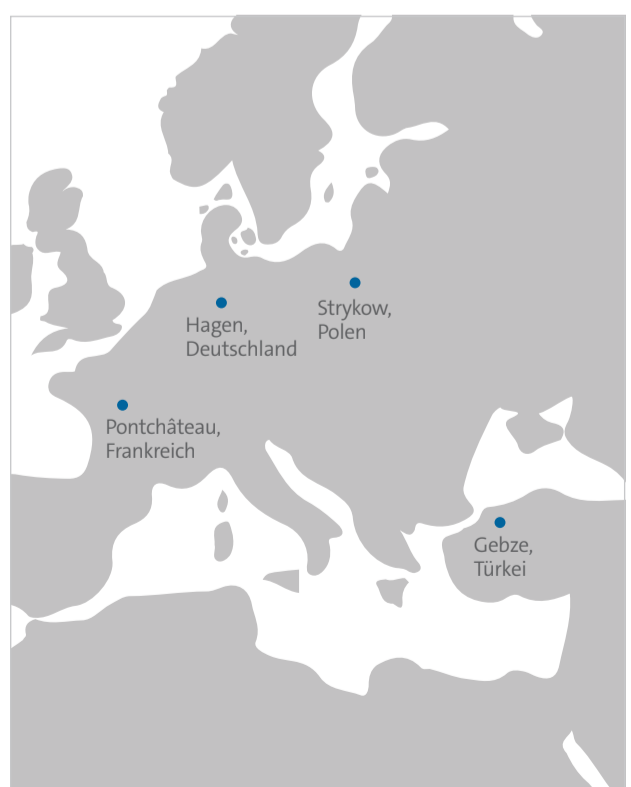 Strykow,
Polen
Hagen,
Deutschland
Pontchâteau,
Frankreich
Gebze,
Türkei